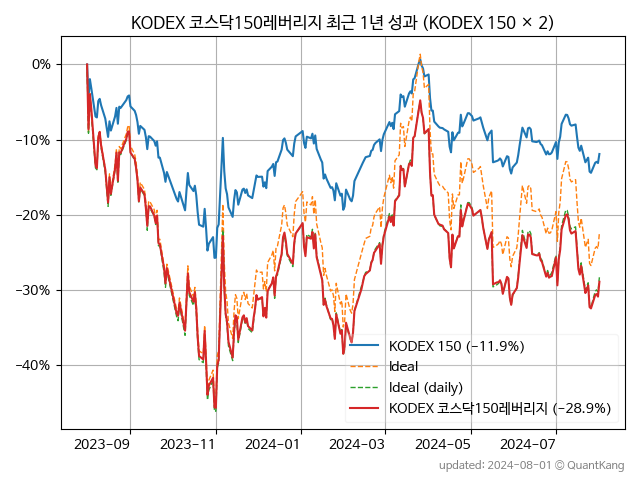 KODEX 코스닥150레버리지 최근 1년 성과 (KODEX 150 × 2)
0%
−10%
−20%
−30%
−40%
KODEX 150 (−11.9%)
Ideal
Ideal (daily)
KODEX 코스닥150레버리지 (−28.9%)
2023−09 2023−11 2024−01 2024−03 2024−05 2024−07
updated: 2024−08−01 © QuantKang